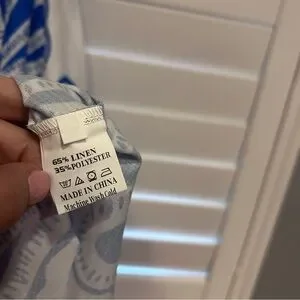 65% LINEN
35% POLYESTER
MADE IN CHINA
Machine Wash Cold